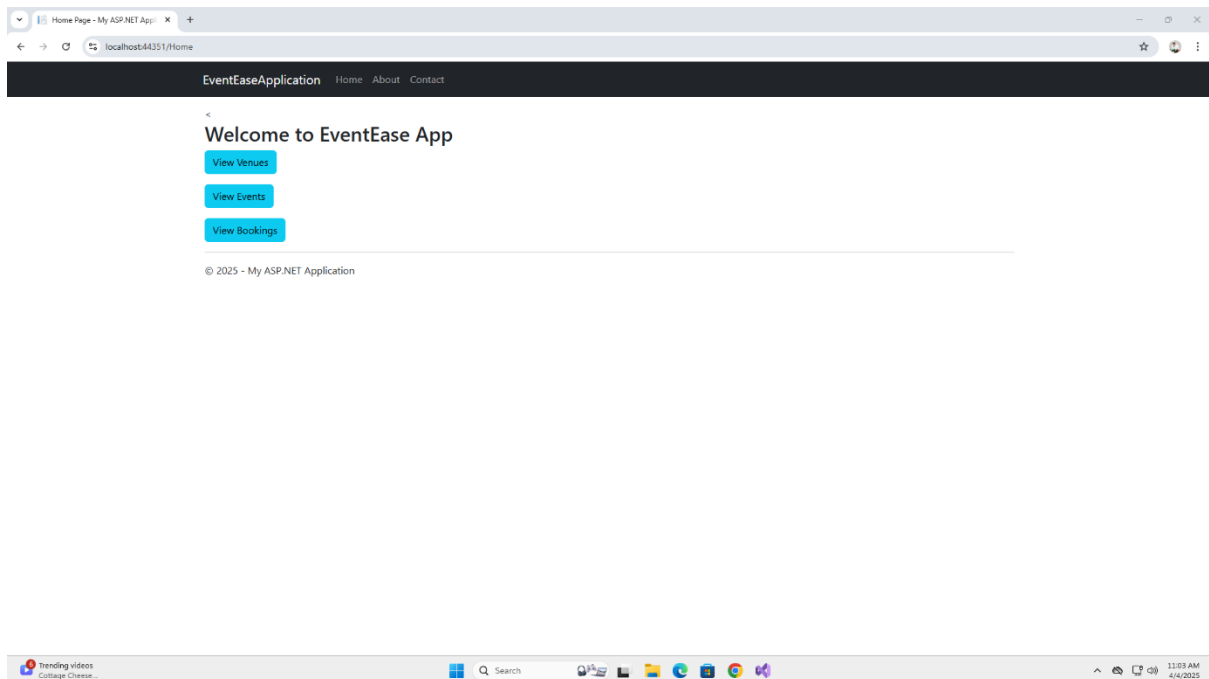 Home Page - My ASP.NET Appl
localhost:44351/Home
EventEaseApplication Home About Contact
<
Welcome to EventEase App
View Venues
View Events
View Bookings
© 2025 - My ASP.NET Application
5
Trending videos
Cottage Cheese...
Search
11:03 AM
4/4/2025